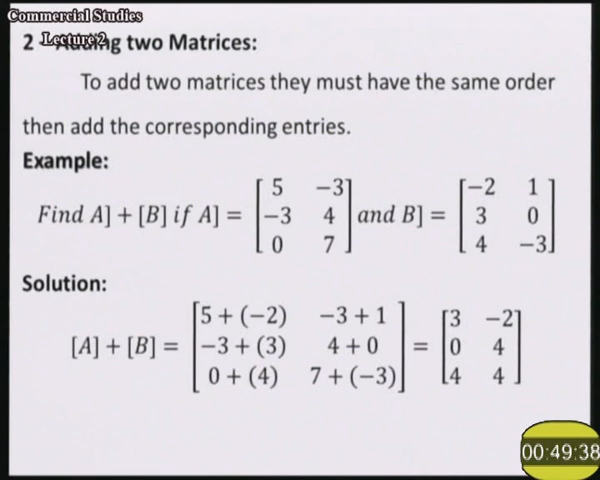 Commercial Studies
Lecture 2
2 - Adding two Matrices:
To add two matrices they must have the same order
then add the corresponding entries.
Example:
Find A] + [B] if A] = [5 −3; −3 4; 0 7] and B] = [−2 1; 3 0; 4 −3]
Solution:
[A] + [B] = [5 + (−2) −3 + 1; −3 + (3) 4 + 0; 0 + (4) 7 + (−3)] = [3 −2; 0 4; 4 4]
00:49:38